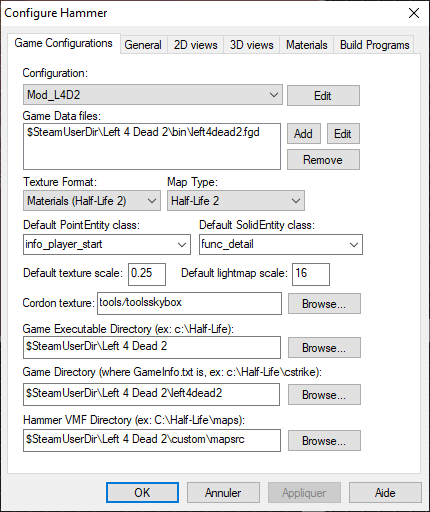 Configure Hammer
Game Configurations General 2D views 3D views Materials Build Programs
Configuration:
Mod_L4D2 Edit
Game Data files:
$SteamUserDir\Left 4 Dead 2\bin\left4dead2.fgd Add Edit
Remove
Texture Format: Map Type:
Materials (Half-Life 2) Half-Life 2
Default PointEntity class: Default SolidEntity class:
info_player_start func_detail
Default texture scale: 0.25 Default lightmap scale: 16
Cordon texture: tools/toolsskybox Browse...
Game Executable Directory (ex: c:\Half-Life):
$SteamUserDir\Left 4 Dead 2 Browse...
Game Directory (where GameInfo.txt is, ex: c:\Half-Life\cstrike):
$SteamUserDir\Left 4 Dead 2\left4dead2 Browse...
Hammer VMF Directory (ex: C:\Half-Life\maps):
$SteamUserDir\Left 4 Dead 2\custom\mapsrc Browse...
OK Annuler Appliquer Aide